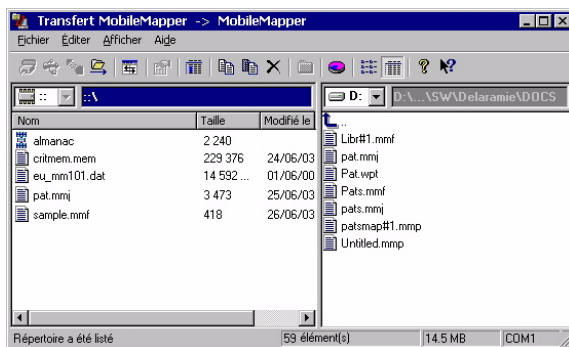 Transfert MobileMapper -> MobileMapper
Fichier Éditer Afficher Aide
:: ::\ D: D:\...\SW\Delaramie\DOCS
Nom Taille Modifié le
..
almanac 2 240
Libr#1.mmf
critmem.mem 229 376 24/06/03
pat.mmj
eu_mm101.dat 14 592 ... 01/06/00
Pat.wpt
pat.mmj 3 473 25/06/03
Pats.mmf
sample.mmf 418 26/06/03
pats.mmj
patsmap#1.mmp
Untitled.mmp
Répertoire a été listé 59 élément(s) 14.5 MB COM1